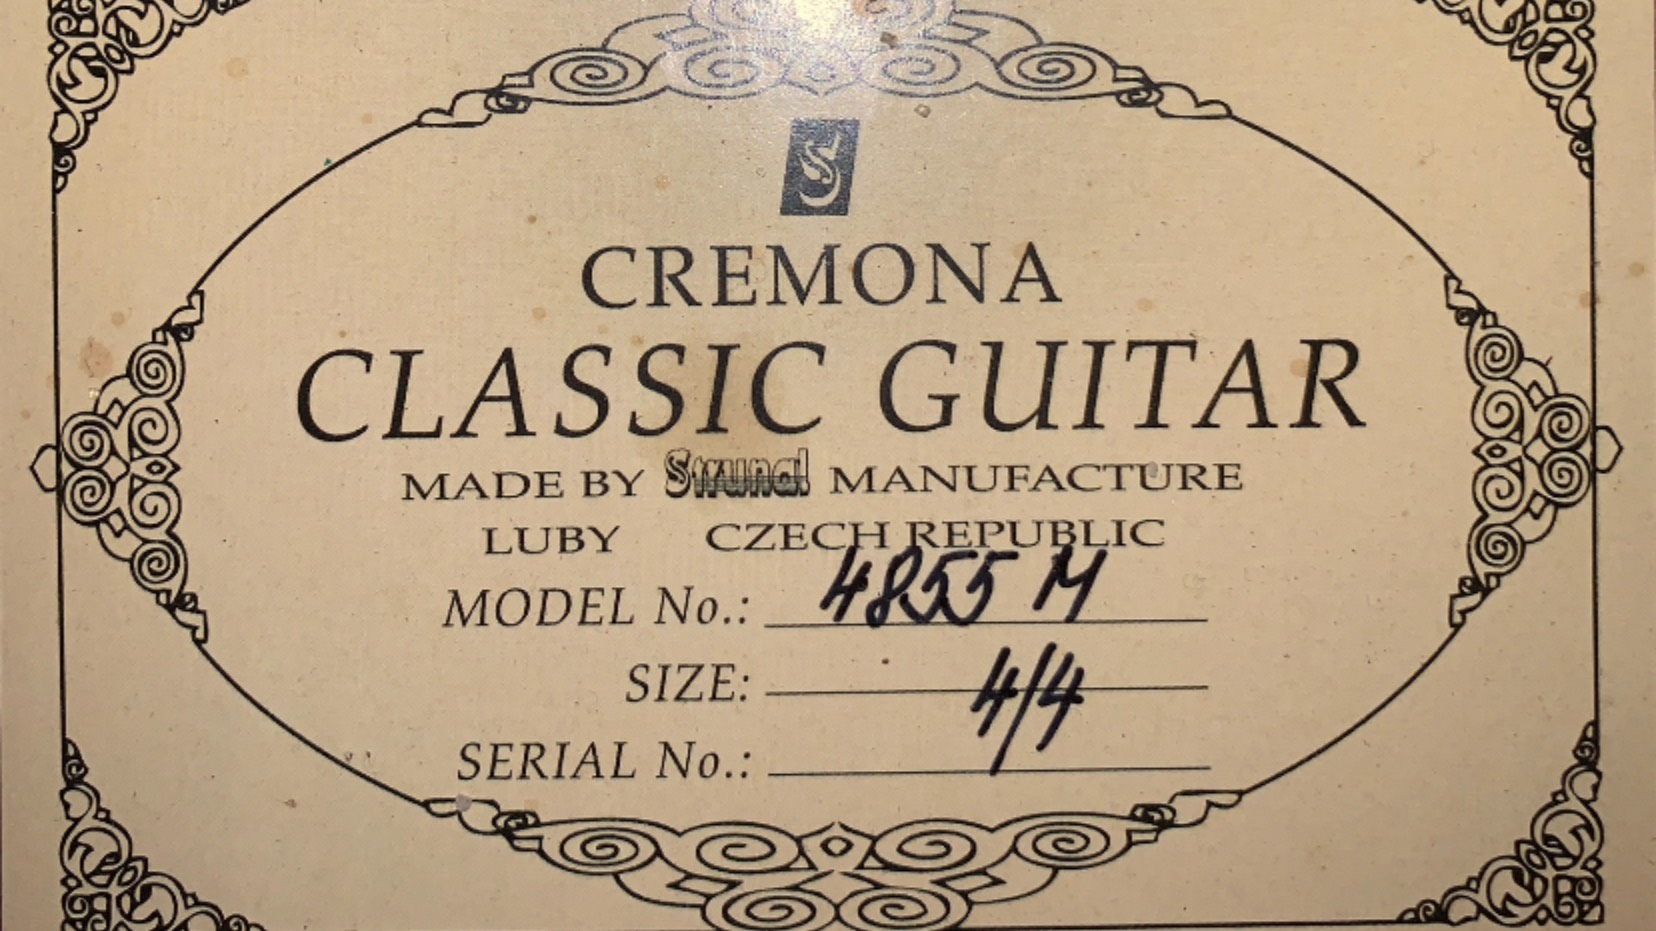 CREMONA
CLASSIC GUITAR
MADE BY Strunal MANUFACTURE
LUBY CZECH REPUBLIC
MODEL No.: 4855 M
SIZE: 4/4
SERIAL No.: